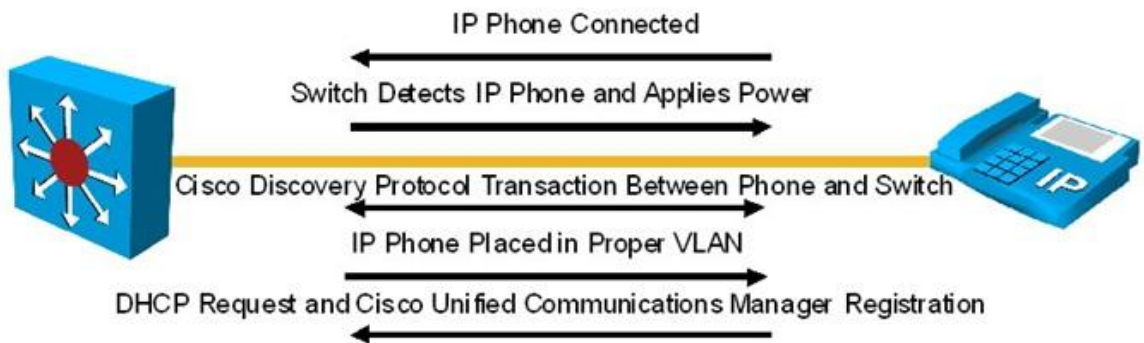 IP Phone Connected
Switch Detects IP Phone and Applies Power
Cisco Discovery Protocol Transaction Between Phone and Switch
IP
IP Phone Placed in Proper VLAN
DHCP Request and Cisco Unified Communications Manager Registration